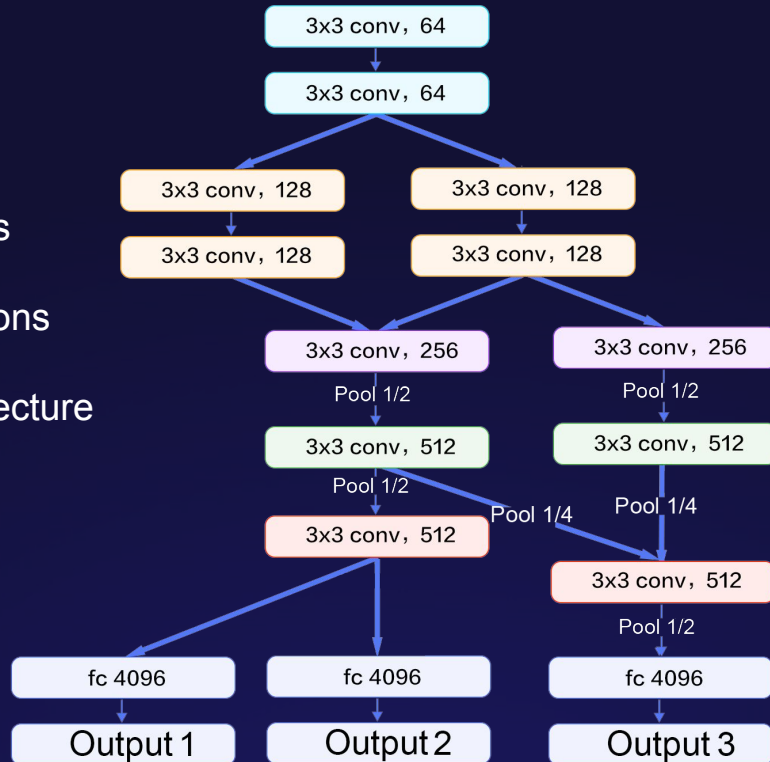 3x3 conv, 64
3x3 conv, 64
3x3 conv, 128
3x3 conv, 128
s
3x3 conv, 128
3x3 conv, 128
ons
3x3 conv, 256
3x3 conv, 256
Pool 1/2
Pool 1/2
ecture
3x3 conv, 512
3x3 conv, 512
Pool 1/2
Pool 1/4
Pool 1/4
3x3 conv, 512
3x3 conv, 512
Pool 1/2
fc 4096
fc 4096
fc 4096
Output 1
Output 2
Output 3